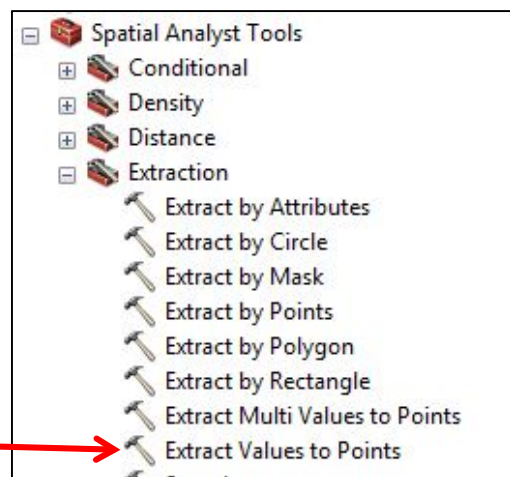 Spatial Analyst Tools
Conditional
Density
Distance
Extraction
Extract by Attributes
Extract by Circle
Extract by Mask
Extract by Points
Extract by Polygon
Extract by Rectangle
Extract Multi Values to Points
Extract Values to Points